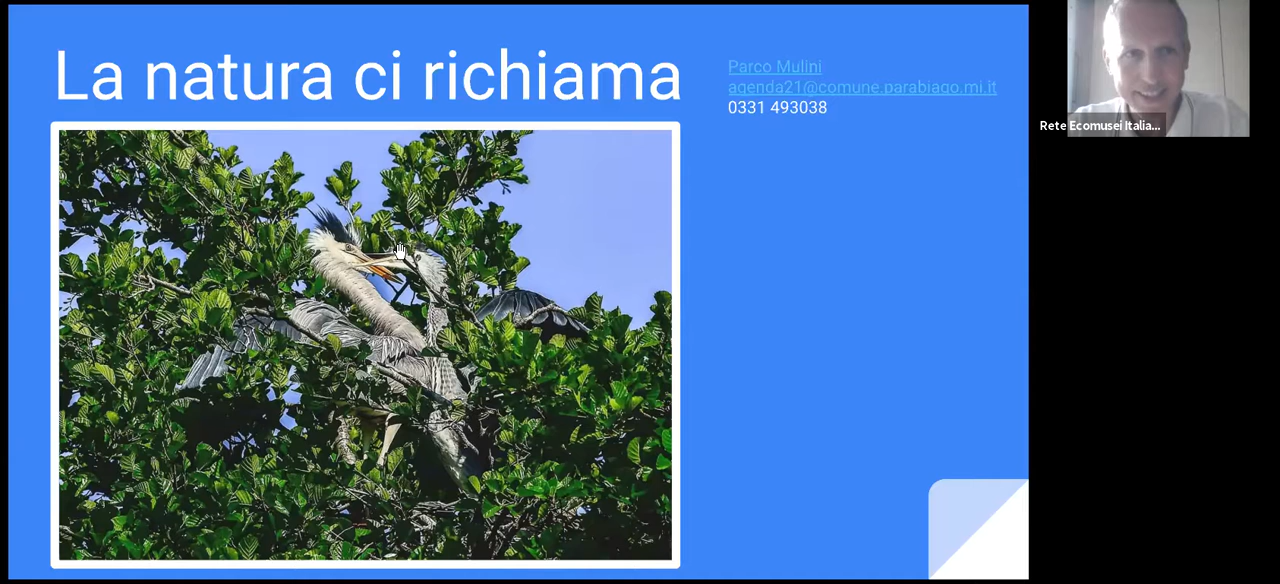 La natura ci richiama
Parco Mulini
agenda21@comune.parabiago.mi.it
0331 493038
Rete Ecomusei Italia...